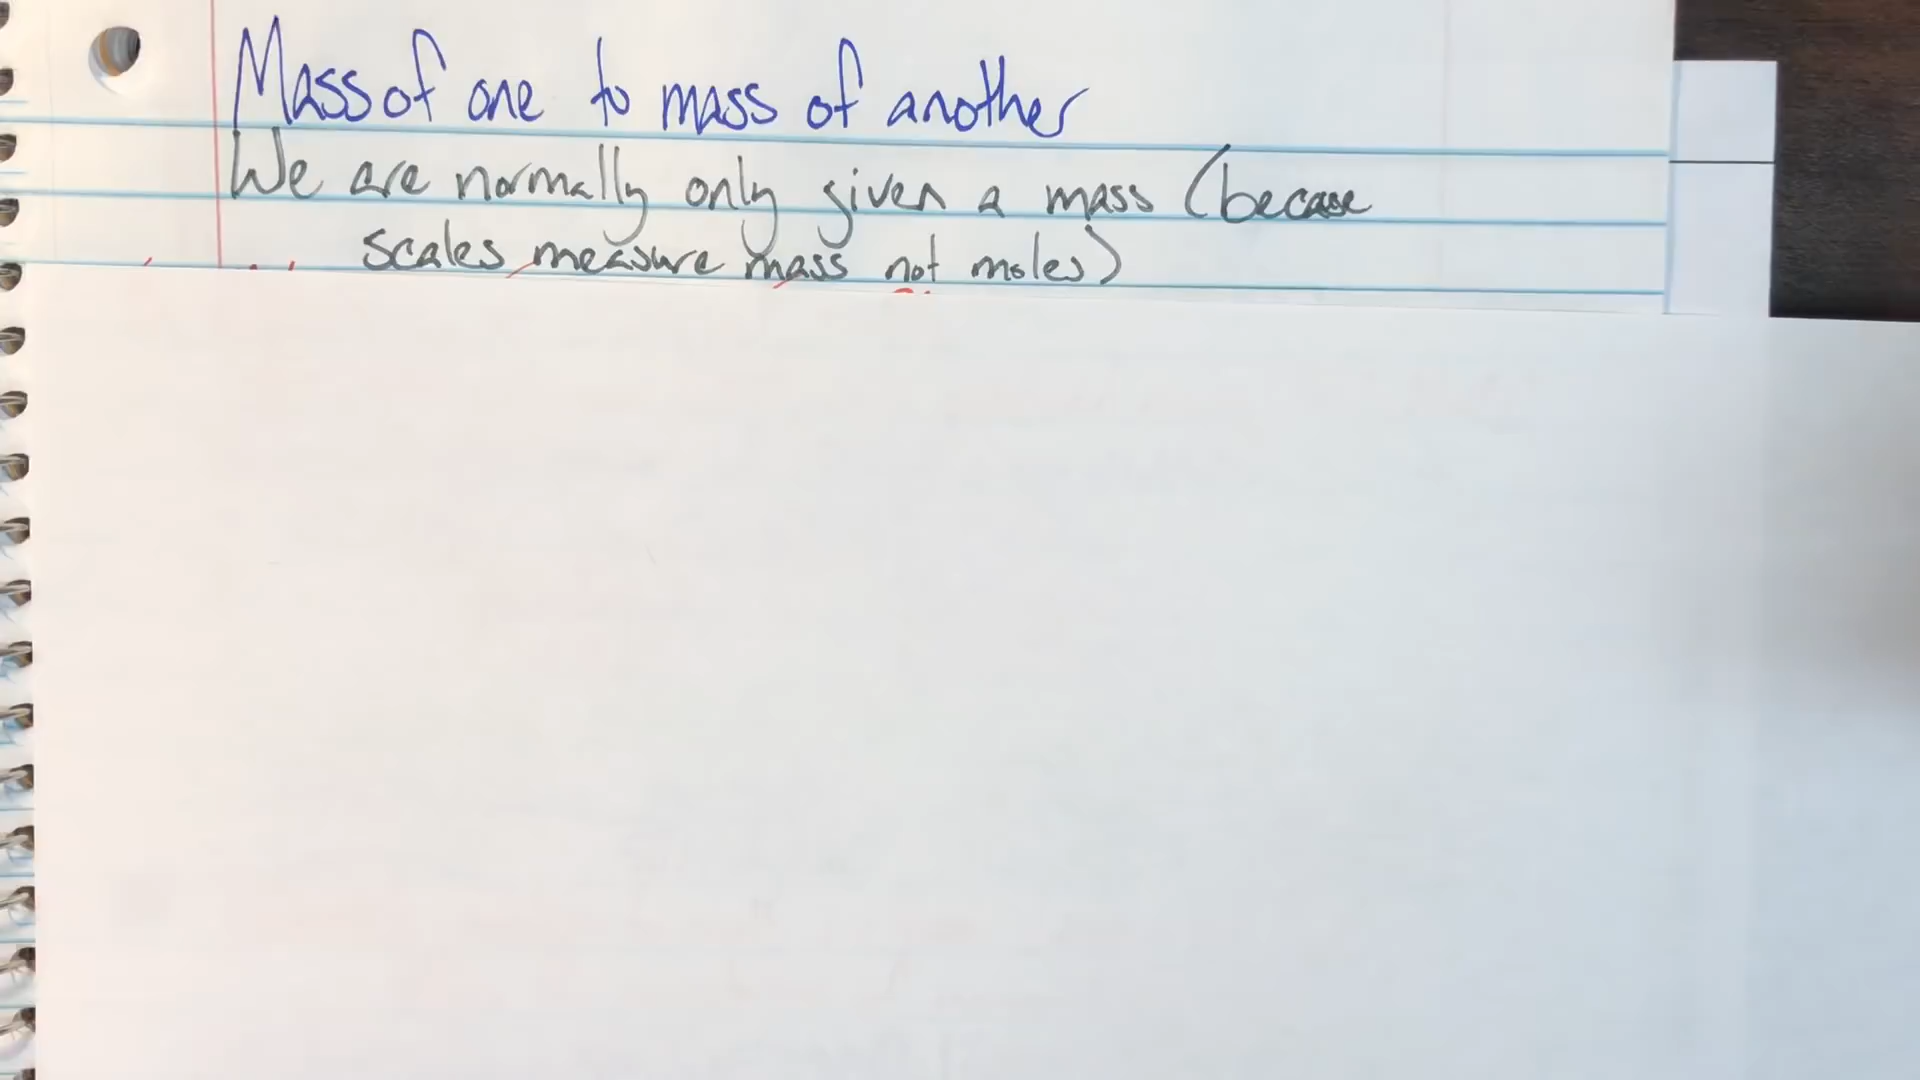 Mass of one to mass of another
We are normally only given a mass (becase
scales measure mass not moles)